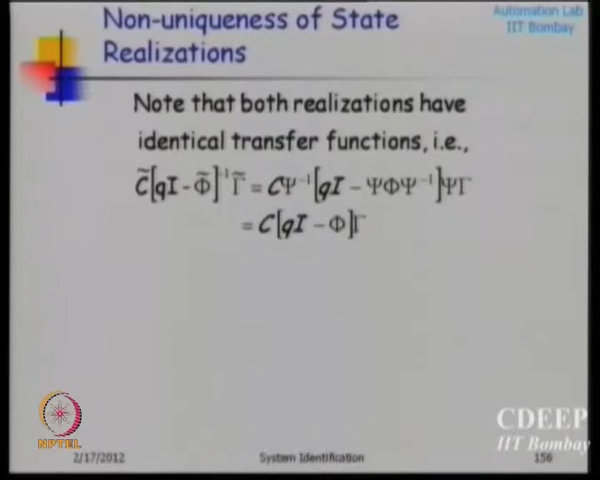 Non-uniqueness of State
Realizations
Automation Lab
IIT Bombay
Note that both realizations have
identical transfer functions, i.e.,
C̃[qI - Φ̃]⁻¹Γ̃ = CΨ⁻¹[qI - ΨΦΨ⁻¹]ΨΓ
= C[qI - Φ]Γ
NPTEL
CDEEP
IIT Bombay
2/17/2012
System Identification
156